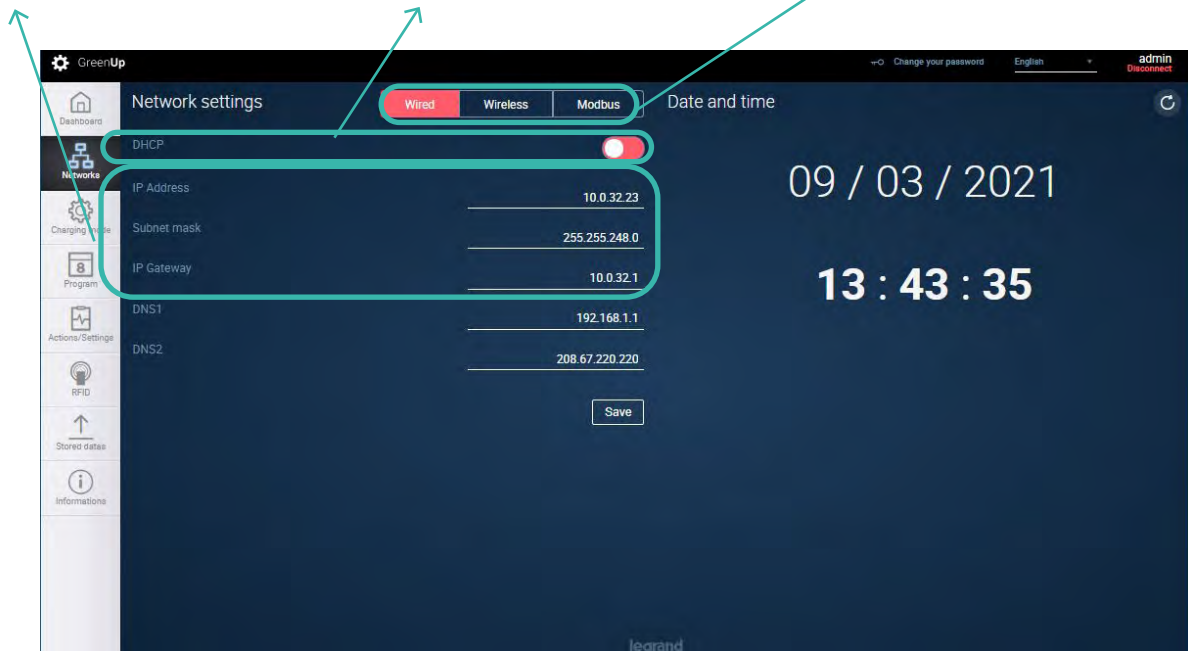 GreenUp
Change your password
English
admin
Disconnect
Dashboard
Networks
Charging mode
Program
8
Actions/Settings
RFID
Stored datas
Informations
Network settings
Wired Wireless Modbus
DHCP
IP Address 10.0.32.23
Subnet mask 255.255.248.0
IP Gateway 10.0.32.1
DNS1 192.168.1.1
DNS2 208.67.220.220
Save
Date and time
09 / 03 / 2021
13 : 43 : 35
legrand